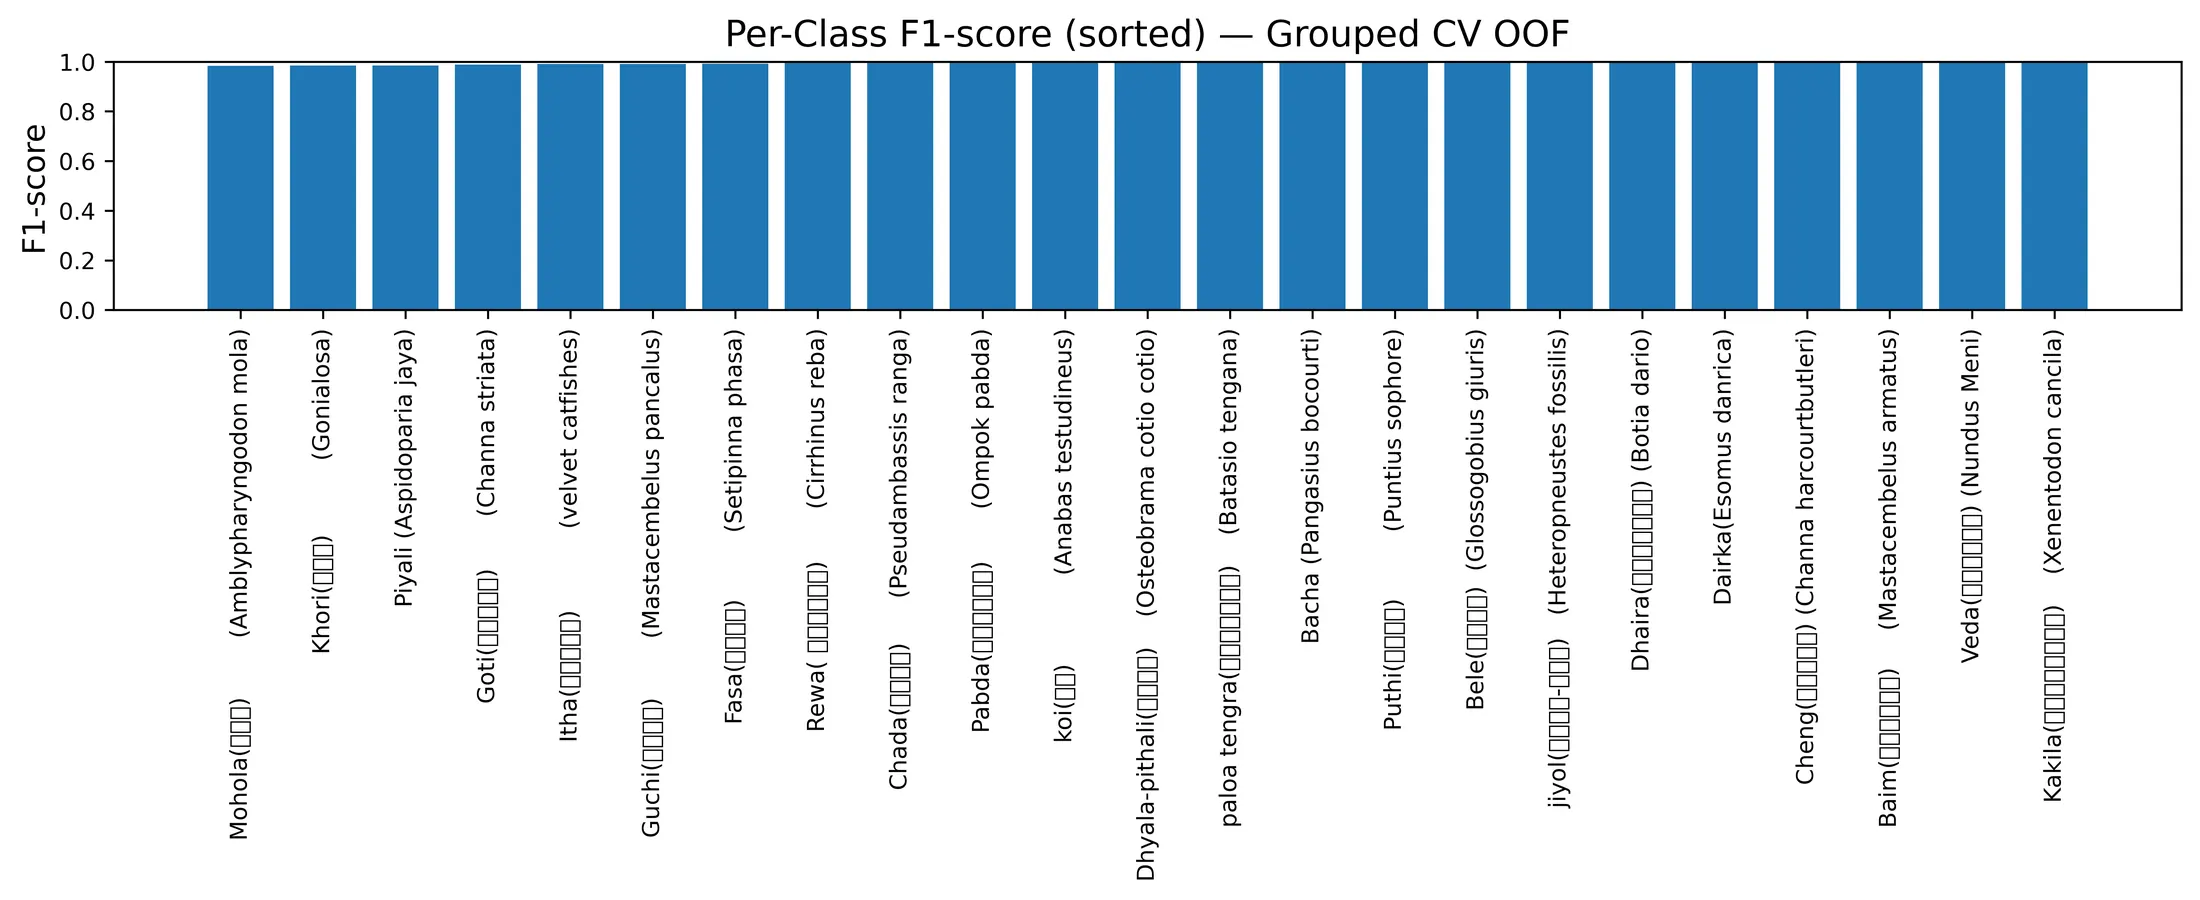 Per-Class F1-score (sorted) — Grouped CV OOF
F1-score
1.0
0.8
0.6
0.4
0.2
0.0
Mohola(□□□) (Amblypharyngodon mola)
Khori(□□□) (Gonialosa)
Piyali (Aspidoparia jaya)
Goti(□□□□□) (Channa striata)
Itha(□□□□□) (velvet catfishes)
Guchi(□□□□) (Mastacembelus pancalus)
Fasa(□□□□) (Setipinna phasa)
Rewa( □□□□□□) (Cirrhinus reba)
Chada(□□□□) (Pseudambassis ranga)
Pabda(□□□□□□) (Ompok pabda)
koi(□□) (Anabas testudineus)
Dhyala-pithali(□□□□) (Osteobrama cotio cotio)
paloa tengra(□□□□□□□) (Batasio tengana)
Bacha (Pangasius bocourti)
Puthi(□□□□) (Puntius sophore)
Bele(□□□□) (Glossogobius giuris)
jiyol(□□□□-□□□) (Heteropneustes fossilis)
Dhaira(□□□□□□□) (Botia dario)
Dairka(Esomus danrica)
Cheng(□□□□□) (Channa harcourtbutleri)
Baim(□□□□□□) (Mastacembelus armatus)
Veda(□□□□□□) (Nundus Meni)
Kakila(□□□□□□□□) (Xenentodon cancila)